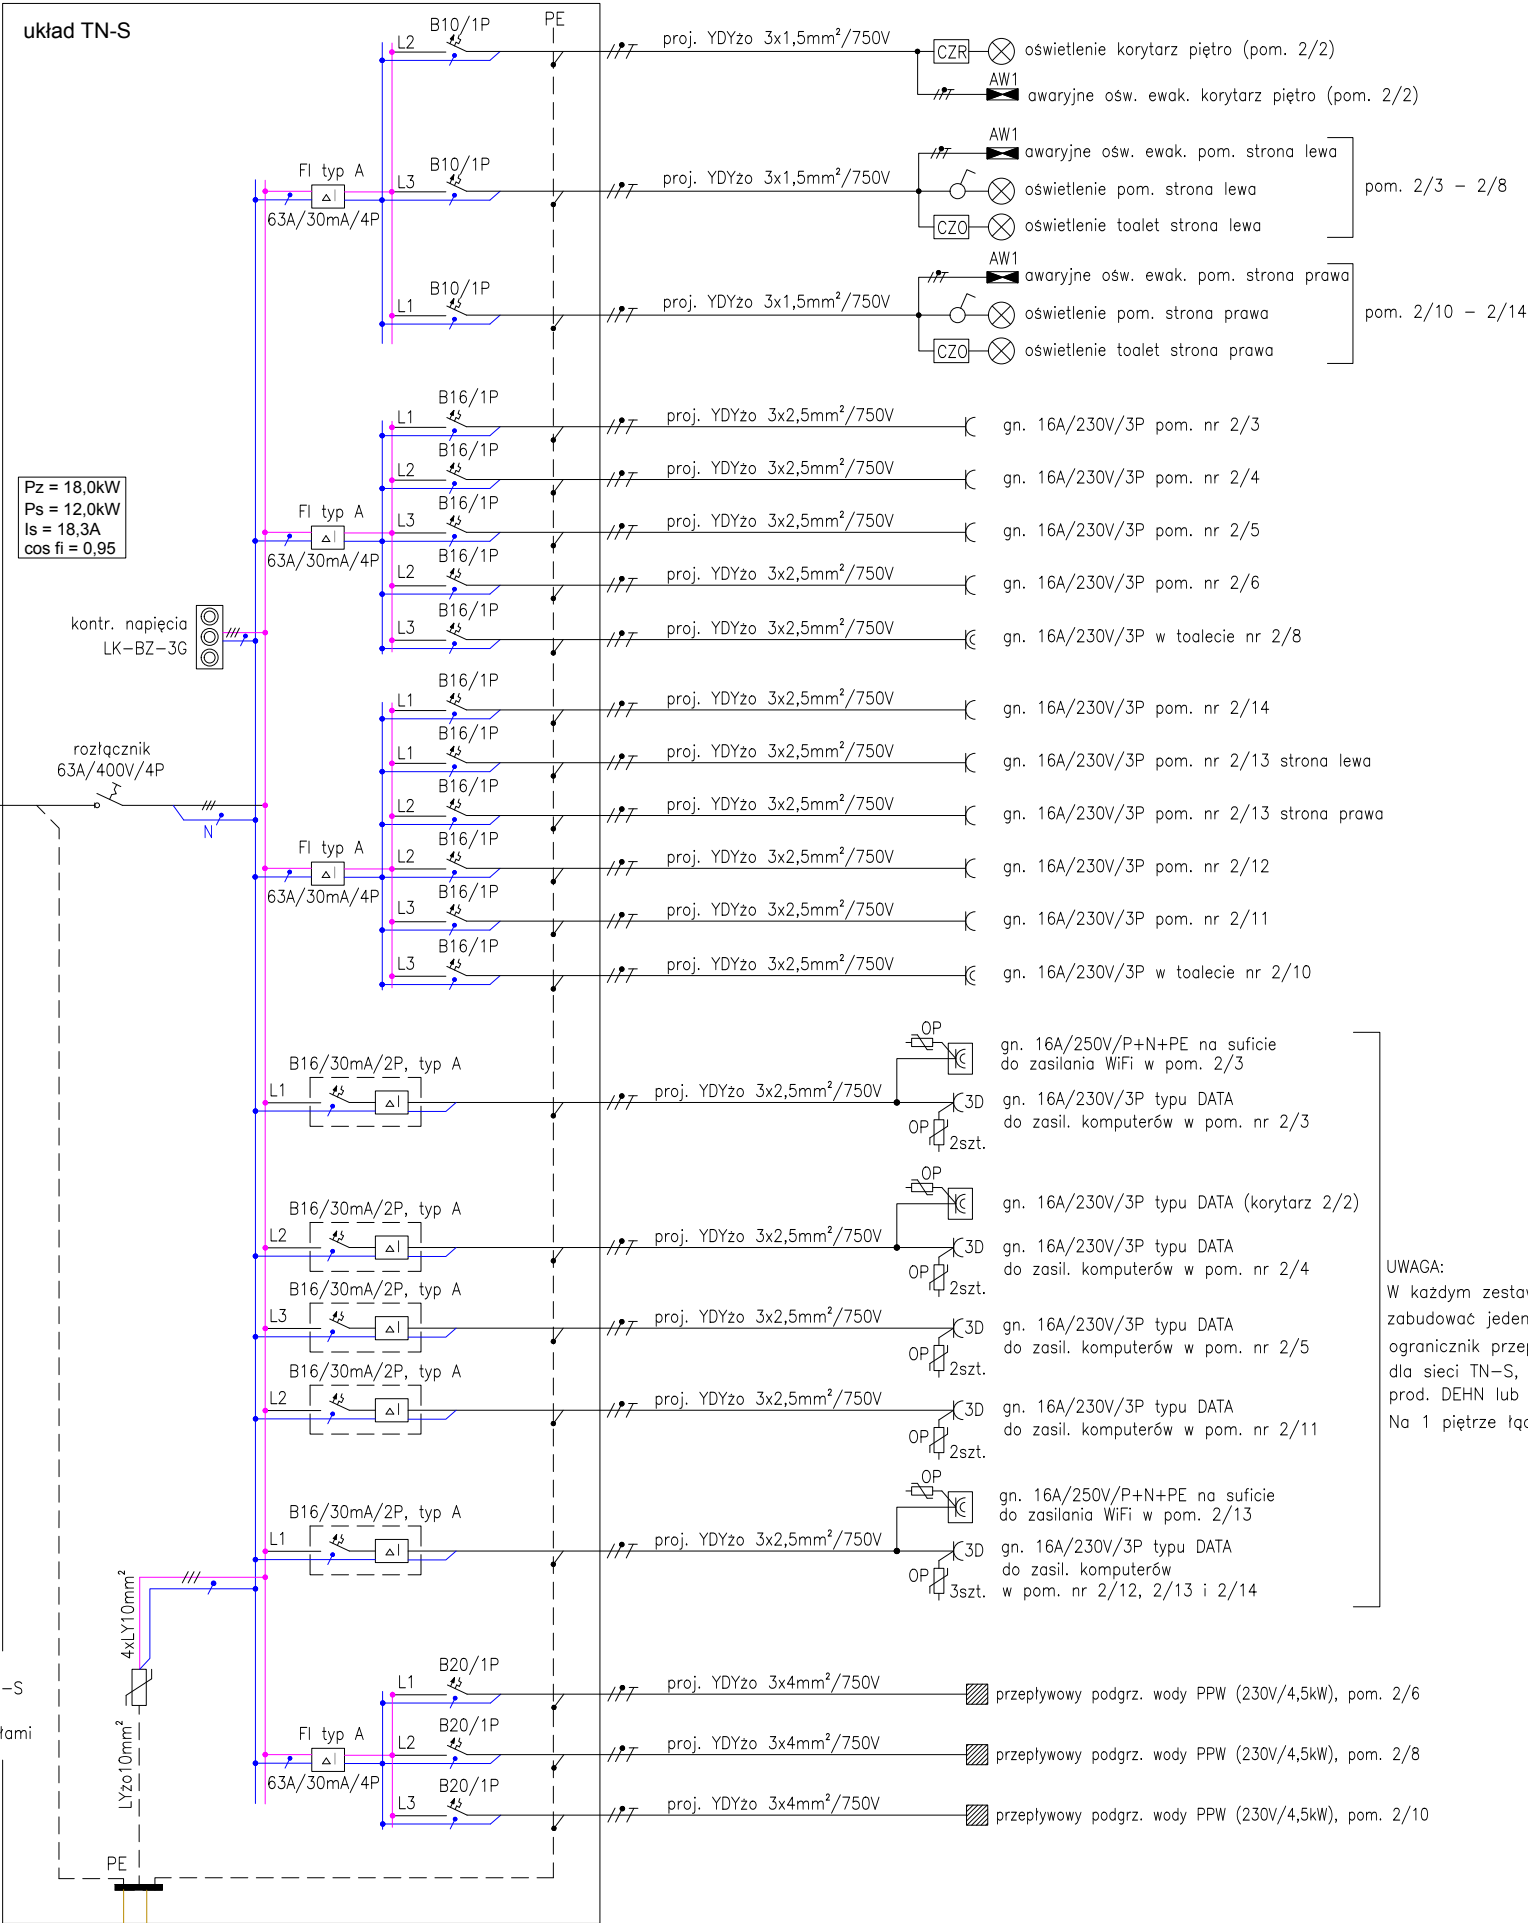 układ TN-S
PE
L2
B10/1P
proj. YDYżo 3x1,5mm²/750V
CZR
oświetlenie korytarz piętro (pom. 2/2)
AW1
awaryjne ośw. ewak. korytarz piętro (pom. 2/2)
FI typ A
63A/30mA/4P
L3
B10/1P
proj. YDYżo 3x1,5mm²/750V
AW1
awaryjne ośw. ewak. pom. strona lewa
oświetlenie pom. strona lewa
CZO
oświetlenie toalet strona lewa
pom. 2/3 – 2/8
L1
B10/1P
proj. YDYżo 3x1,5mm²/750V
AW1
awaryjne ośw. ewak. pom. strona prawa
oświetlenie pom. strona prawa
CZO
oświetlenie toalet strona prawa
pom. 2/10 – 2/14
Pz = 18,0kW
Ps = 12,0kW
Is = 18,3A
cos fi = 0,95
FI typ A
63A/30mA/4P
L1
B16/1P
proj. YDYżo 3x2,5mm²/750V
gn. 16A/230V/3P pom. nr 2/3
L2
B16/1P
proj. YDYżo 3x2,5mm²/750V
gn. 16A/230V/3P pom. nr 2/4
L3
B16/1P
proj. YDYżo 3x2,5mm²/750V
gn. 16A/230V/3P pom. nr 2/5
L2
B16/1P
proj. YDYżo 3x2,5mm²/750V
gn. 16A/230V/3P pom. nr 2/6
L3
B16/1P
proj. YDYżo 3x2,5mm²/750V
gn. 16A/230V/3P w toalecie nr 2/8
kontr. napięcia
LK–BZ–3G
rozłącznik
63A/400V/4P
N
FI typ A
63A/30mA/4P
L1
B16/1P
proj. YDYżo 3x2,5mm²/750V
gn. 16A/230V/3P pom. nr 2/14
L1
B16/1P
proj. YDYżo 3x2,5mm²/750V
gn. 16A/230V/3P pom. nr 2/13 strona lewa
L2
B16/1P
proj. YDYżo 3x2,5mm²/750V
gn. 16A/230V/3P pom. nr 2/13 strona prawa
L2
B16/1P
proj. YDYżo 3x2,5mm²/750V
gn. 16A/230V/3P pom. nr 2/12
L3
B16/1P
proj. YDYżo 3x2,5mm²/750V
gn. 16A/230V/3P pom. nr 2/11
L3
B16/1P
proj. YDYżo 3x2,5mm²/750V
gn. 16A/230V/3P w toalecie nr 2/10
L1
B16/30mA/2P, typ A
proj. YDYżo 3x2,5mm²/750V
OP
gn. 16A/250V/P+N+PE na suficie
do zasilania WiFi w pom. 2/3
3D
OP
2szt.
gn. 16A/230V/3P typu DATA
do zasil. komputerów w pom. nr 2/3
L2
B16/30mA/2P, typ A
proj. YDYżo 3x2,5mm²/750V
OP
gn. 16A/230V/3P typu DATA (korytarz 2/2)
3D
OP
2szt.
gn. 16A/230V/3P typu DATA
do zasil. komputerów w pom. nr 2/4
L3
B16/30mA/2P, typ A
proj. YDYżo 3x2,5mm²/750V
3D
OP
2szt.
gn. 16A/230V/3P typu DATA
do zasil. komputerów w pom. nr 2/5
L2
B16/30mA/2P, typ A
proj. YDYżo 3x2,5mm²/750V
3D
OP
2szt.
gn. 16A/230V/3P typu DATA
do zasil. komputerów w pom. nr 2/11
L1
B16/30mA/2P, typ A
proj. YDYżo 3x2,5mm²/750V
OP
gn. 16A/250V/P+N+PE na suficie
do zasilania WiFi w pom. 2/13
3D
OP
3szt.
gn. 16A/230V/3P typu DATA
do zasil. komputerów
w pom. nr 2/12, 2/13 i 2/14
UWAGA:
W każdym zestaw
zabudować jeden
ogranicznik przep
dla sieci TN–S,
prod. DEHN lub
Na 1 piętrze łąc
4xLY10mm²
LYżo10mm²
–S
łami
FI typ A
63A/30mA/4P
L1
B20/1P
proj. YDYżo 3x4mm²/750V
przepływowy podgrz. wody PPW (230V/4,5kW), pom. 2/6
L2
B20/1P
proj. YDYżo 3x4mm²/750V
przepływowy podgrz. wody PPW (230V/4,5kW), pom. 2/8
L3
B20/1P
proj. YDYżo 3x4mm²/750V
przepływowy podgrz. wody PPW (230V/4,5kW), pom. 2/10
PE